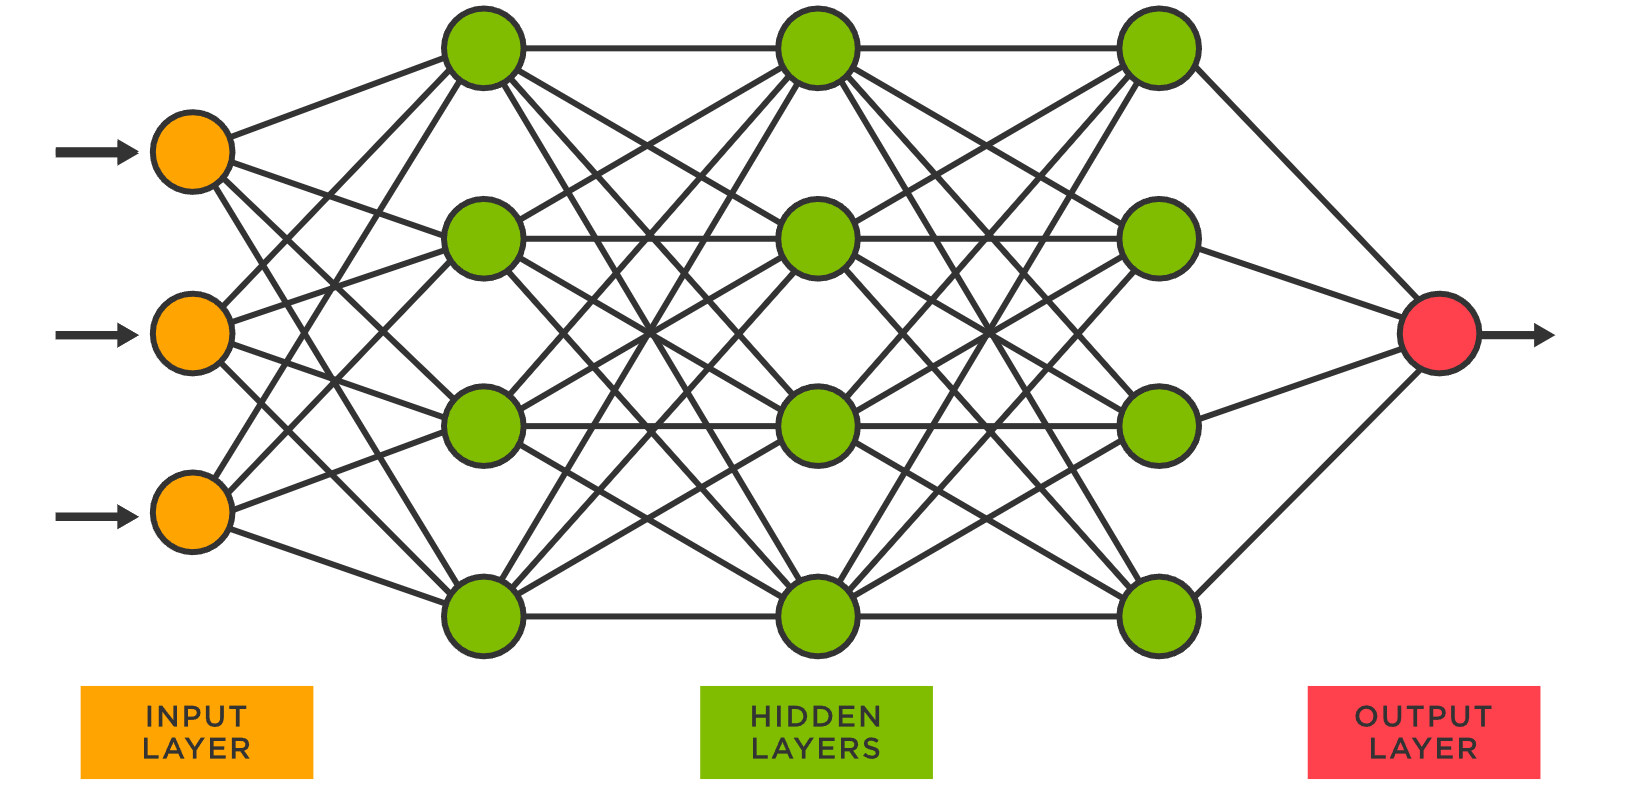 INPUT
LAYER
HIDDEN
LAYERS
OUTPUT
LAYER